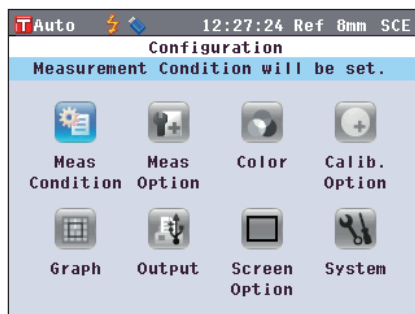 T Auto 12:27:24 Ref 8mm SCE
Configuration
Measurement Condition will be set.
Meas Condition
Meas Option
Color
Calib. Option
Graph
Output
Screen Option
System